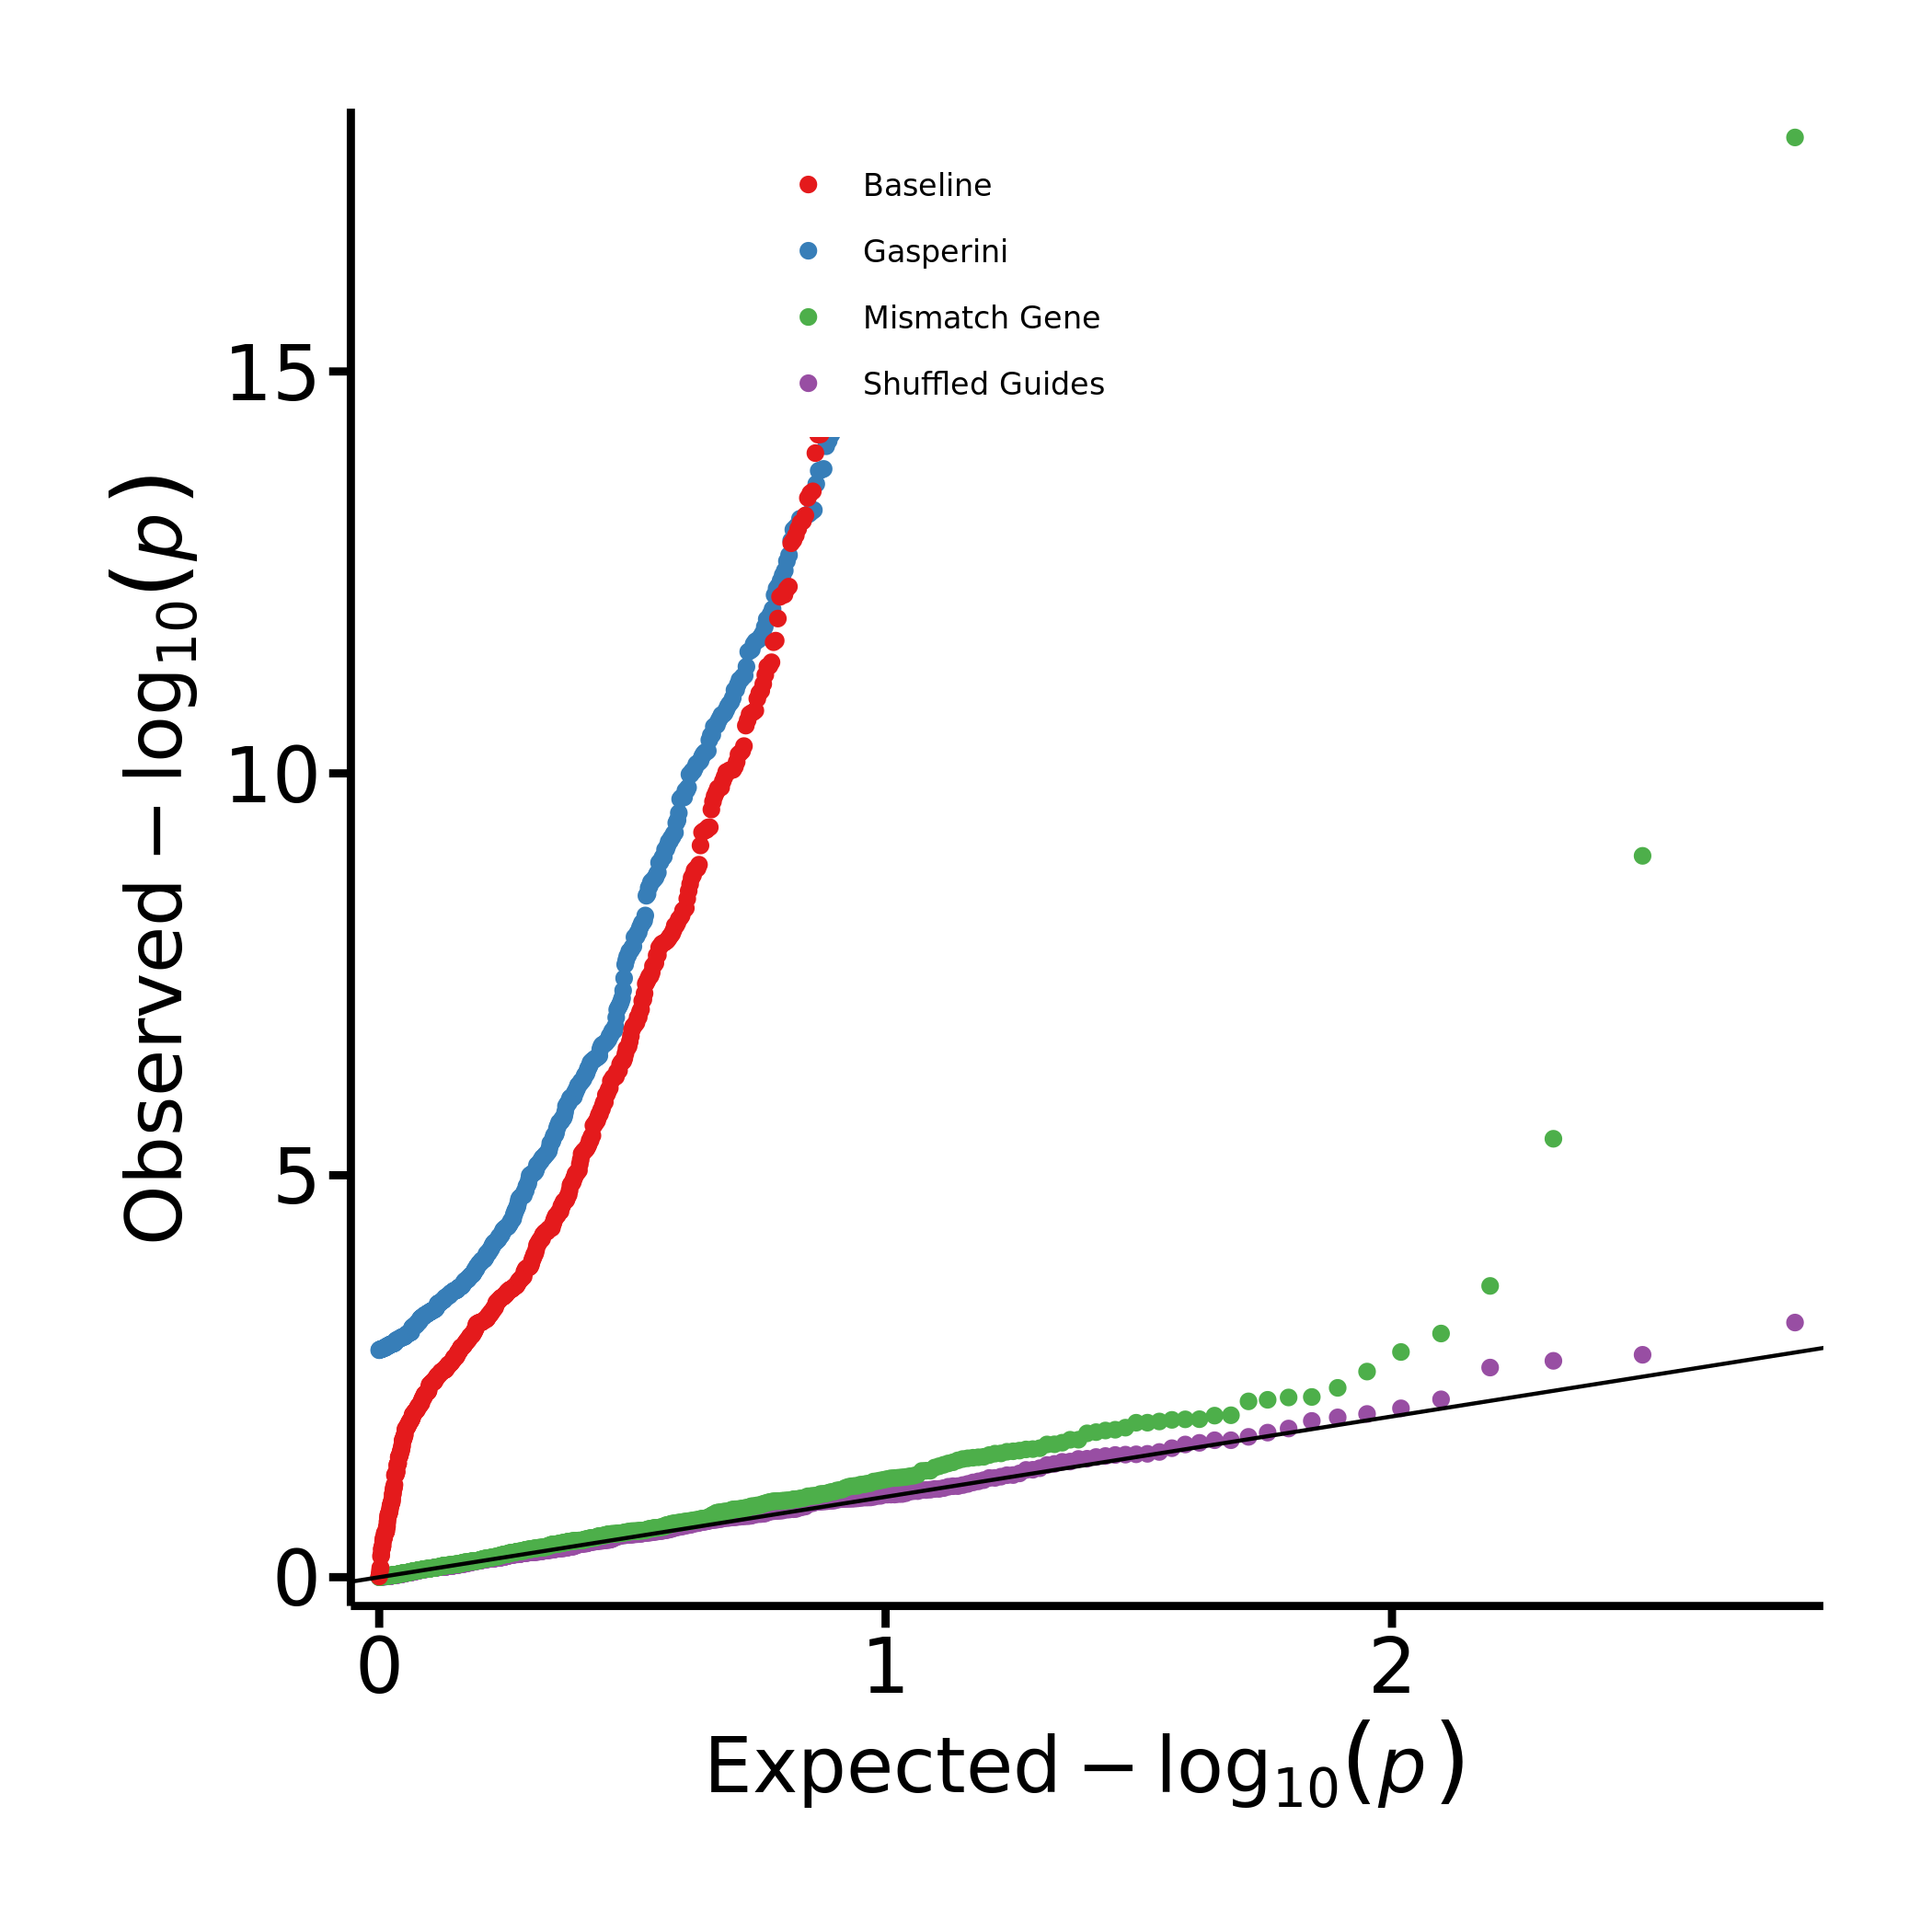 Baseline
Gasperini
Mismatch Gene
Shuffled Guides
15
10
5
0
Observed −log₁₀(p)
0 1 2
Expected −log₁₀(p)